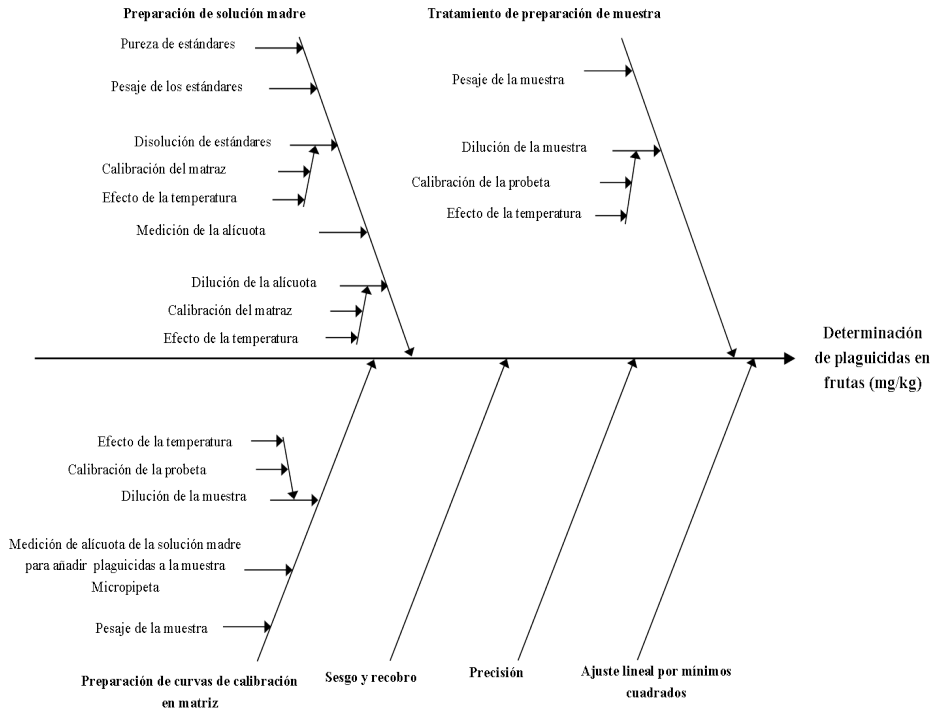 Preparación de solución madre
Pureza de estándares
Pesaje de los estándares
Disolución de estándares
Calibración del matraz
Efecto de la temperatura
Medición de la alícuota
Dilución de la alícuota
Calibración del matraz
Efecto de la temperatura
Tratamiento de preparación de muestra
Pesaje de la muestra
Dilución de la muestra
Calibración de la probeta
Efecto de la temperatura
Determinación
de plaguicidas en
frutas (mg/kg)
Efecto de la temperatura
Calibración de la probeta
Dilución de la muestra
Medición de alícuota de la solución madre
para añadir plaguicidas a la muestra
Micropipeta
Pesaje de la muestra
Preparación de curvas de calibración
en matriz
Sesgo y recobro
Precisión
Ajuste lineal por mínimos
cuadrados